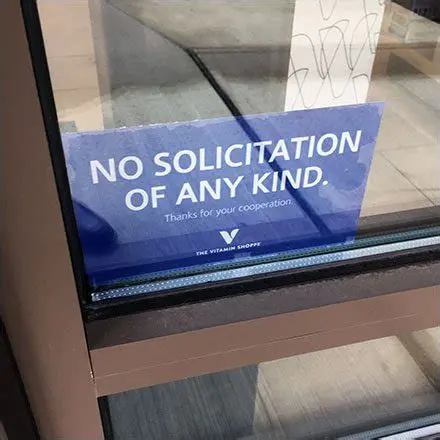 NO SOLICITATION
OF ANY KIND.
Thanks for your cooperation.
THE VITAMIN SHOPPE